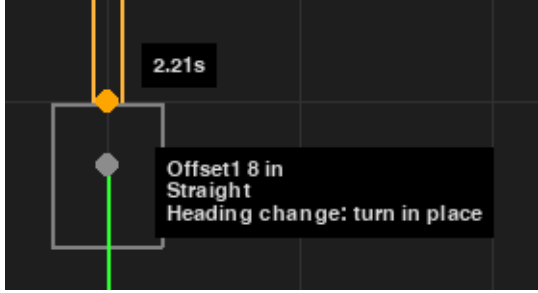 2.21s
Offset1 8 in
Straight
Heading change: turn in place